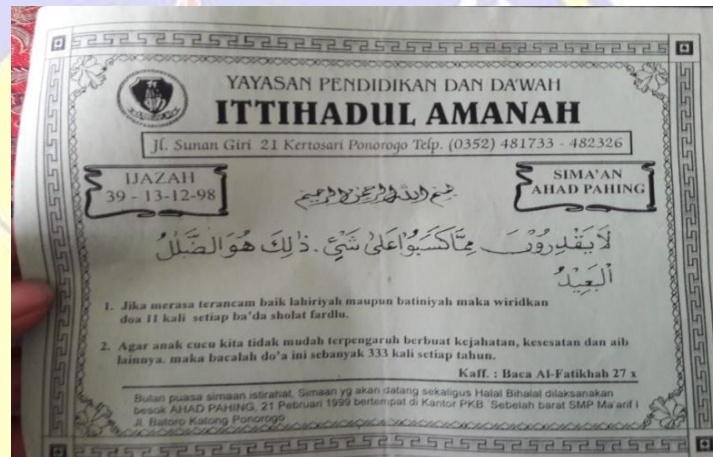 YAYASAN PENDIDIKAN DAN DA'WAH
ITTIHADUL AMANAH
Jl. Sunan Giri 21 Kertosari Ponorogo Telp. (0352) 481733 - 482326
IJAZAH
39 - 13-12-98
SIMA'AN
AHAD PAHING
بسم الله الرحمن الرحيم
لَا يَقْدِرُوْنَ مِمَّا كَسَبُوْا عَلٰى شَيْئٍ . ذٰلِكَ هُوَ الضَّلٰلُ
الْبَعِيْدُ
1. Jika merasa terancam baik lahiriyah maupun batiniyah maka wiridkan
doa 11 kali setiap ba'da sholat fardlu.
2. Agar anak cucu kita tidak mudah terpengaruh berbuat kejahatan, kesesatan dan aib
lainnya. maka bacalah do'a ini sebanyak 333 kali setiap tahun.
Kaff. : Baca Al-Fatikhah 27 x
Bulan puasa simaan istirahat. Simaan yg akan datang sekaligus Halal Bihalal dilaksanakan
besok AHAD PAHING, 21 Pebruari 1999 bertempat di Kantor PKB. Sebelah barat SMP Ma'arif I
Jl. Batoro Katong Ponorogo